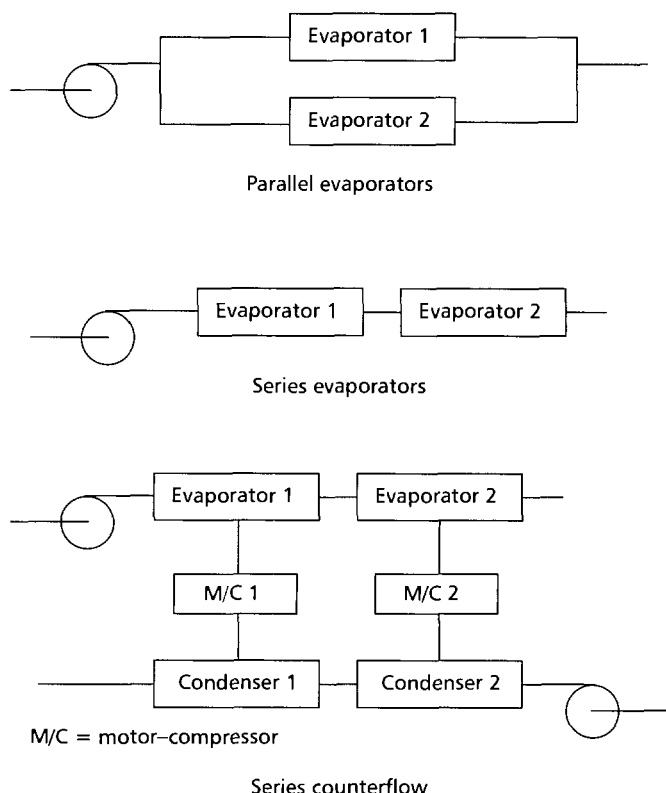 Evaporator 1
Evaporator 2
Parallel evaporators
Evaporator 1
Evaporator 2
Series evaporators
Evaporator 1
Evaporator 2
M/C 1
M/C 2
Condenser 1
Condenser 2
M/C = motor–compressor
Series counterflow